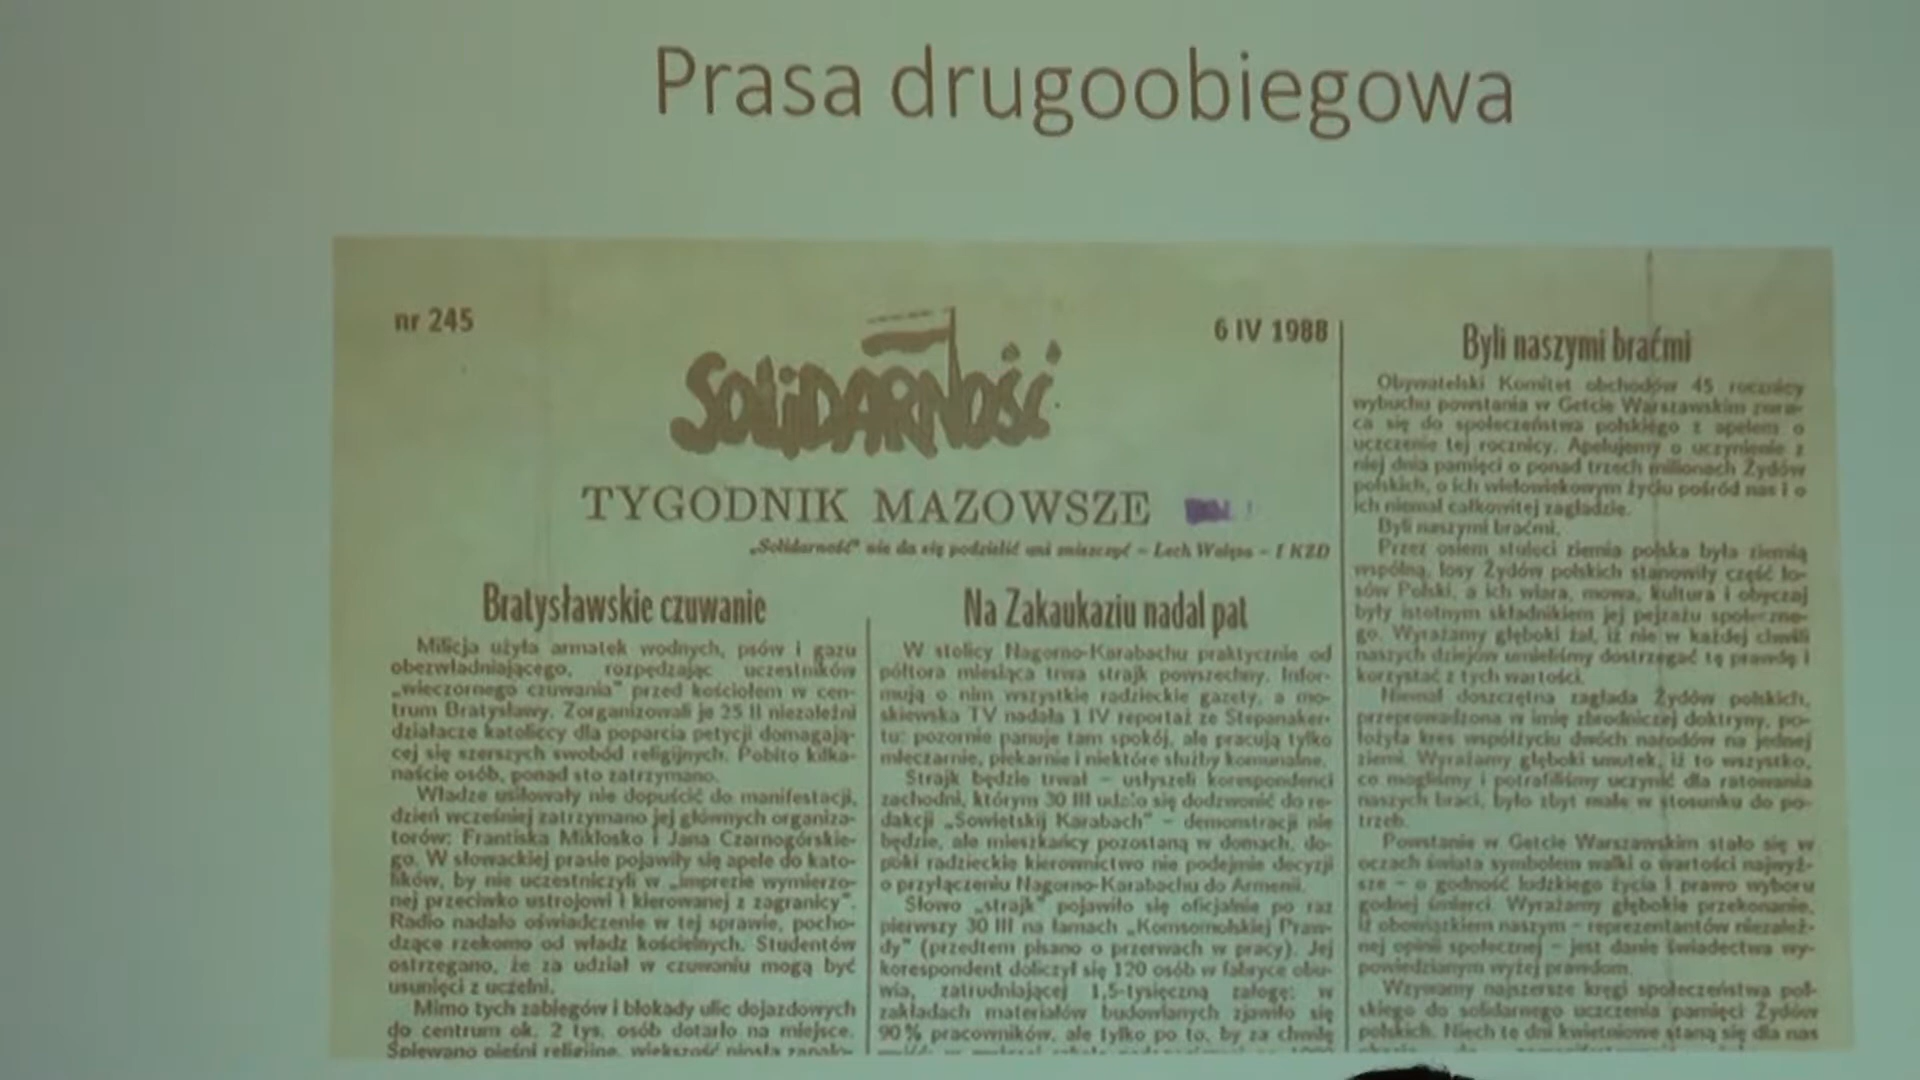 Prasa drugoobiegowa
nr 245
6 IV 1988
SOLIDARNOŚĆ
TYGODNIK MAZOWSZE
„Solidarność" nie da się podzielić ani zniszczyć – Lech Wałęsa – I KZD
Bratysławskie czuwanie
Milicja użyła armatek wodnych, psów i gazu
obezwładniającego, rozpędzając uczestników
„wieczornego czuwania" przed kościołem w cen-
trum Bratysławy. Zorganizowali je 25 II niezależni
działacze katoliccy dla poparcia petycji domagają-
cej się szerszych swobód religijnych. Pobito kilka-
naście osób, ponad sto zatrzymano.
Władze usiłowały nie dopuścić do manifestacji,
dzień wcześniej zatrzymano jej głównych organiza-
torów: Frantiska Miklosko i Jana Czarnogórskie-
go. W słowackiej prasie pojawiły się apele do kato-
lików, by nie uczestniczyli w „imprezie wymierzo-
nej przeciwko ustrojowi i kierowanej z zagranicy".
Radio nadało oświadczenie w tej sprawie, pocho-
dzące rzekomo od władz kościelnych. Studentów
ostrzegano, że za udział w czuwaniu mogą być
usunięci z uczelni.
Mimo tych zabiegów i blokady ulic dojazdowych
do centrum ok. 2 tys. osób dotarło na miejsce.
Śpiewano pieśni religijne, większość niosła zapalo-
Na Zakaukaziu nadal pat
W stolicy Nagorno-Karabachu praktycznie od
półtora miesiąca trwa strajk powszechny. Infor-
mują o nim wszystkie radzieckie gazety, a mo-
skiewska TV nadała 1 IV reportaż ze Stepanaker-
tu: pozornie panuje tam spokój, ale pracują tylko
mleczarnie, piekarnie i niektóre służby komunalne.
Strajk będzie trwał – usłyszeli korespondenci
zachodni, którym 30 III udało się dodzwonić do re-
dakcji „Sowietskij Karabach" – demonstracji nie
będzie, ale mieszkańcy pozostaną w domach, do-
póki radzieckie kierownictwo nie podejmie decyzji
o przyłączeniu Nagorno-Karabachu do Armenii.
Słowo „strajk" pojawiło się oficjalnie po raz
pierwszy 30 III na łamach „Komsomolskiej Praw-
dy" (przedtem pisano o przerwach w pracy). Jej
korespondent doliczył się 120 osób w fabryce obu-
wia, zatrudniającej 1,5-tysięczną załogę; w
zakładach materiałów budowlanych zjawiło się
90% pracowników, ale tylko po to, by za chwilę
Byli naszymi braćmi
Obywatelski Komitet obchodów 45 rocznicy
wybuchu powstania w Getcie Warszawskim zwra-
ca się do społeczeństwa polskiego z apelem o
uczczenie tej rocznicy. Apelujemy o uczynienie z
niej dnia pamięci o ponad trzech milionach Żydów
polskich, o ich wielowiekowym życiu pośród nas i o
ich niemal całkowitej zagładzie.
Byli naszymi braćmi.
Przez osiem stuleci ziemia polska była ziemią
wspólną, losy Żydów polskich stanowiły część lo-
sów Polski, a ich wiara, mowa, kultura i obyczaj
były istotnym składnikiem jej pejzażu społeczne-
go. Wyrażamy głęboki żal, iż nie w każdej chwili
naszych dziejów umieliśmy dostrzegać tę prawdę i
korzystać z tych wartości.
Niemal doszczętna zagłada Żydów polskich,
przeprowadzona w imię zbrodniczej doktryny, po-
łożyła kres współżyciu dwóch narodów na jednej
ziemi. Wyrażamy głęboki smutek, iż to wszystko,
co mogliśmy i potrafiliśmy uczynić dla ratowania
naszych braci, było zbyt małe w stosunku do po-
trzeb.
Powstanie w Getcie Warszawskim stało się w
oczach świata symbolem walki o wartości najwyż-
sze – o godność ludzkiego życia i prawo wyboru
godnej śmierci. Wyrażamy głębokie przekonanie,
iż obowiązkiem naszym – reprezentantów niezależ-
nej opinii społecznej – jest danie świadectwa wy-
powiedzianym wyżej prawdom.
Wzywamy najszersze kręgi społeczeństwa pol-
skiego do solidarnego uczczenia pamięci Żydów
polskich. Niech te dni kwietniowe staną się dla nas